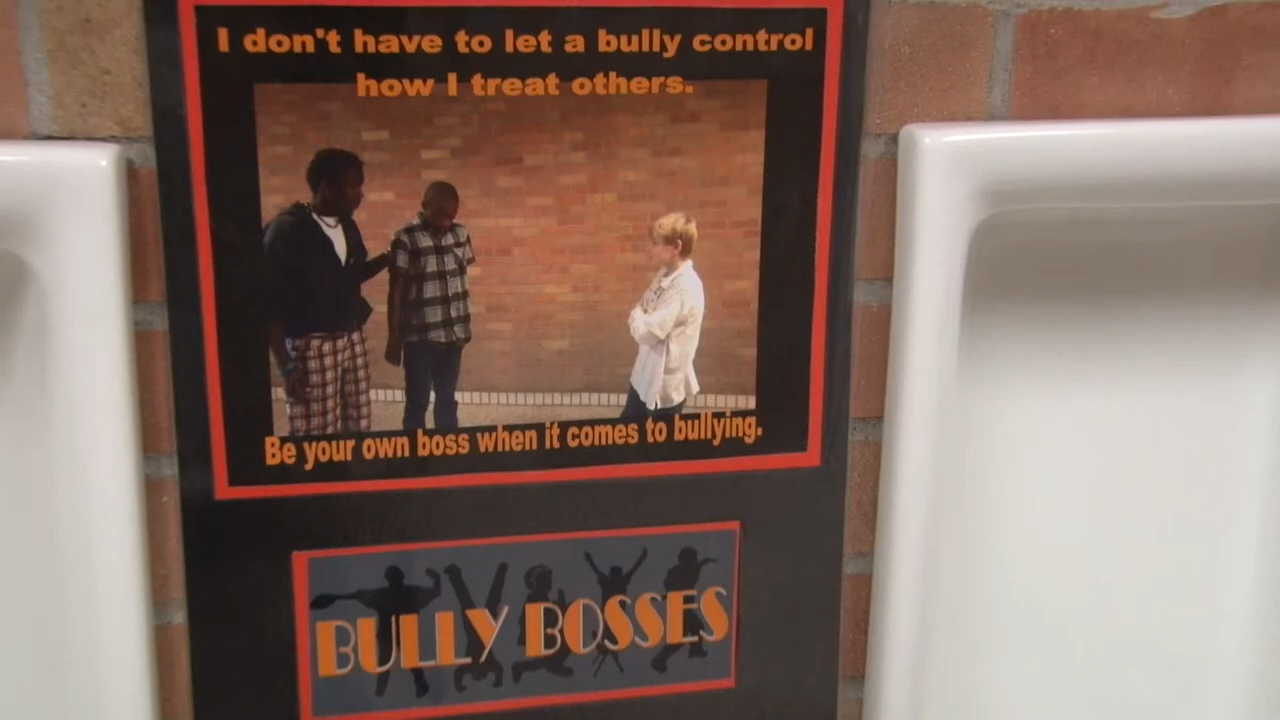 I don't have to let a bully control
how I treat others.
Be your own boss when it comes to bullying.
BULLY BOSSES